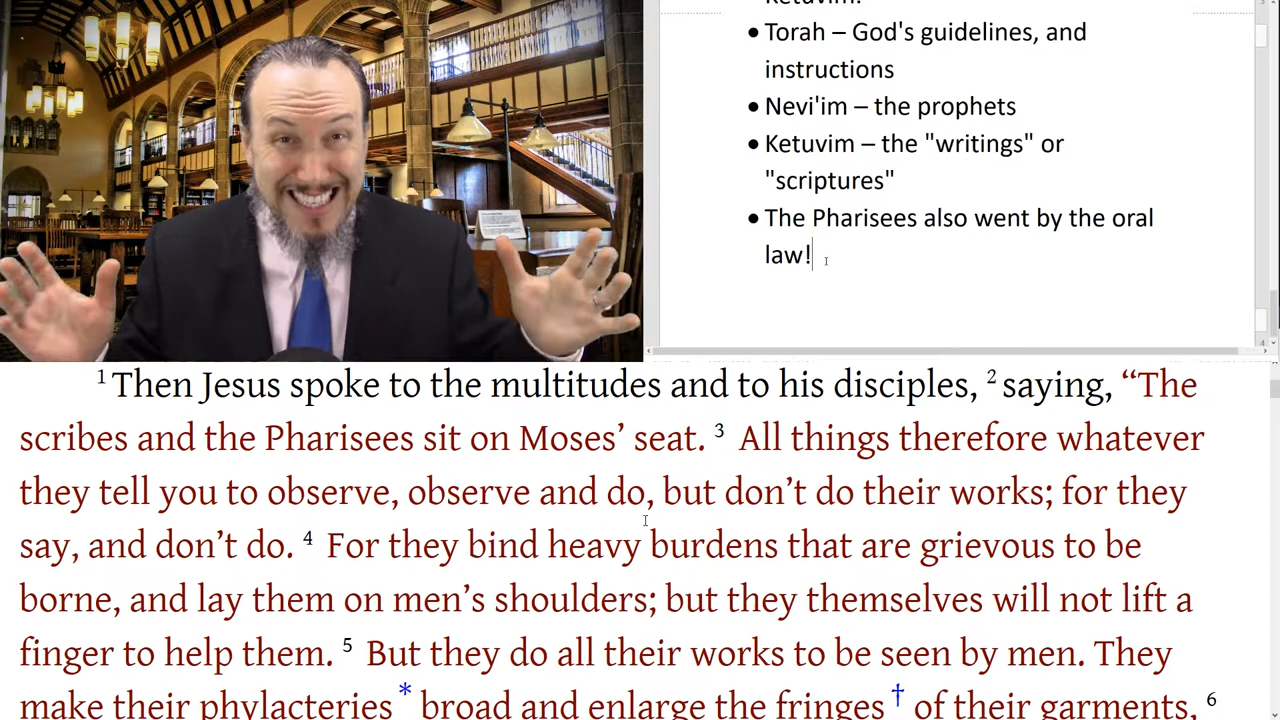 Ketuvim.
• Torah – God's guidelines, and
instructions
• Nevi'im – the prophets
• Ketuvim – the "writings" or
"scriptures"
• The Pharisees also went by the oral
law!
1 Then Jesus spoke to the multitudes and to his disciples, 2 saying, “The
scribes and the Pharisees sit on Moses’ seat. 3 All things therefore whatever
they tell you to observe, observe and do, but don’t do their works; for they
say, and don’t do. 4 For they bind heavy burdens that are grievous to be
borne, and lay them on men’s shoulders; but they themselves will not lift a
finger to help them. 5 But they do all their works to be seen by men. They
make their phylacteries * broad and enlarge the fringes † of their garments, 6